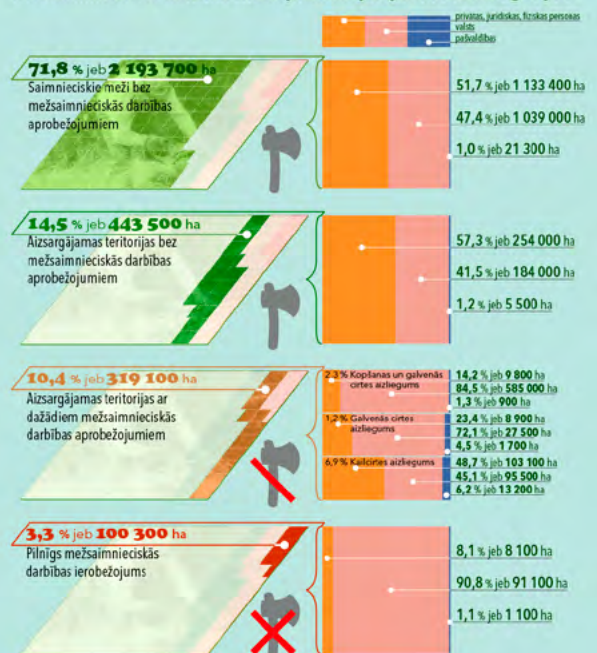 privātas, juridiskas, fiziskas personas
valsts
pašvaldības
71,8 % jeb 2 193 700 ha
Saimnieciskie meži bez
mežsaimnieciskās darbības
aprobežojumiem
51,7 % jeb 1 133 400 ha
47,4 % jeb 1 039 000 ha
1,0 % jeb 21 300 ha
14,5 % jeb 443 500 ha
Aizsargājamas teritorijas bez
mežsaimnieciskās darbības
aprobežojumiem
57,3 % jeb 254 000 ha
41,5 % jeb 184 000 ha
1,2 % jeb 5 500 ha
10,4 % jeb 319 100 ha
Aizsargājamas teritorijas ar
dažādiem mežsaimnieciskās
darbības aprobežojumiem
2,3 % Kopšanas un galvenās
cirtes aizliegums
14,2 % jeb 9 800 ha
84,5 % jeb 585 000 ha
1,3 % jeb 900 ha
1,2 % Galvenās cirtes
aizliegums
23,4 % jeb 8 900 ha
72,1 % jeb 27 500 ha
4,5 % jeb 1 700 ha
6,9 % Kailcirtes aizliegums
48,7 % jeb 103 100 ha
45,1 % jeb 95 500 ha
6,2 % jeb 13 200 ha
3,3 % jeb 100 300 ha
Pilnīgs mežsaimnieciskās
darbības ierobežojums
8,1 % jeb 8 100 ha
90,8 % jeb 91 100 ha
1,1 % jeb 1 100 ha